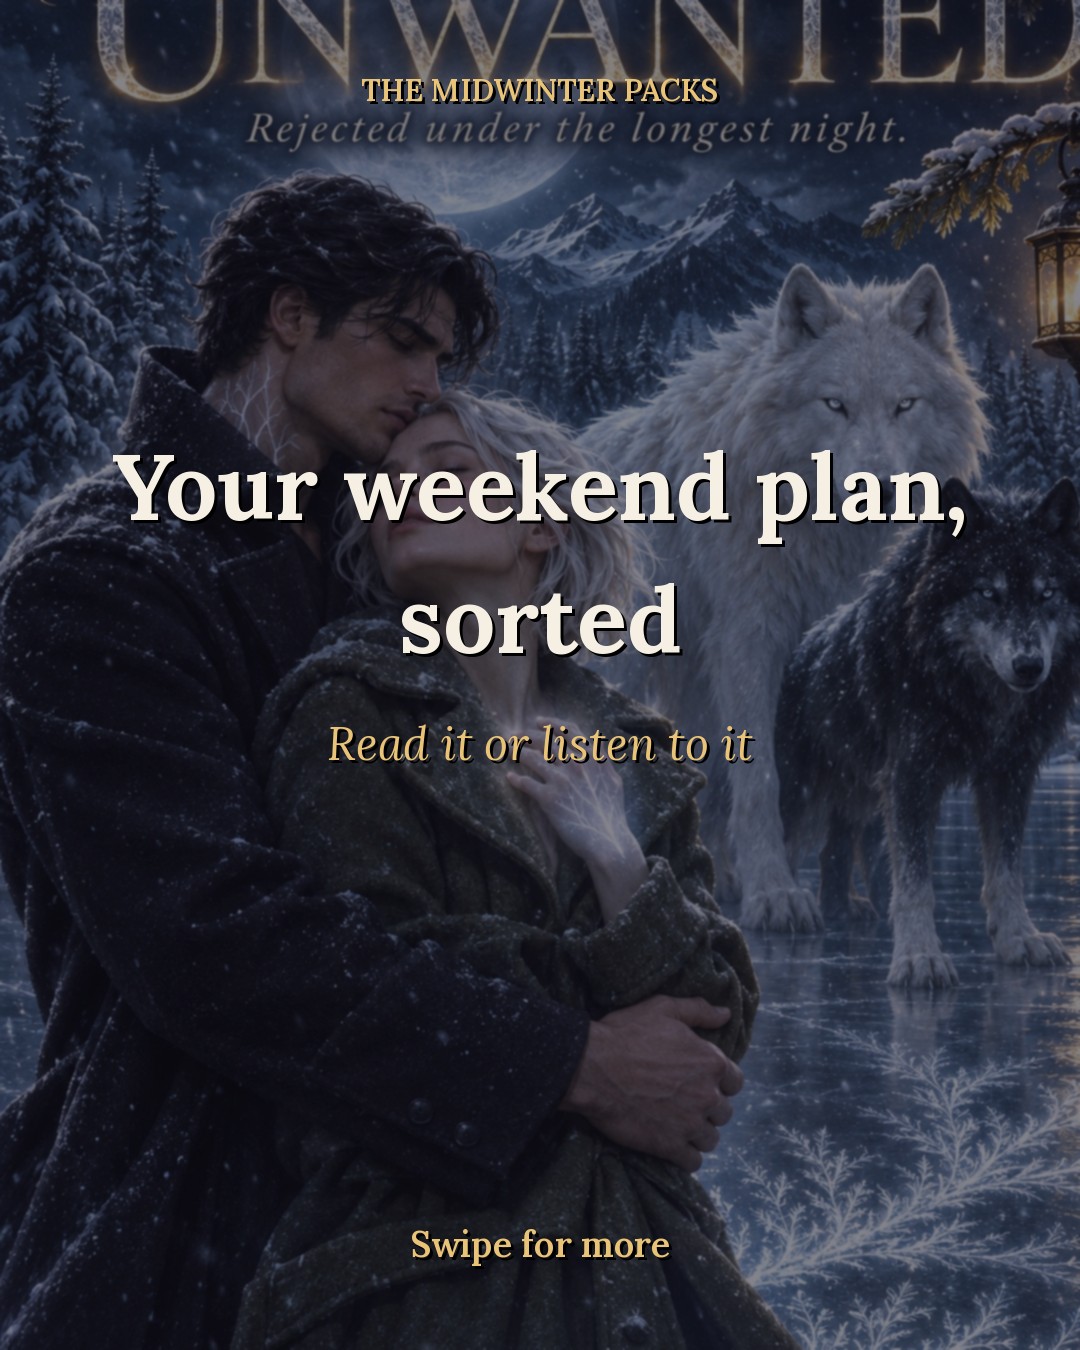 UNWANTED
THE MIDWINTER PACKS
Rejected under the longest night.
Your weekend plan,
sorted
Read it or listen to it
Swipe for more